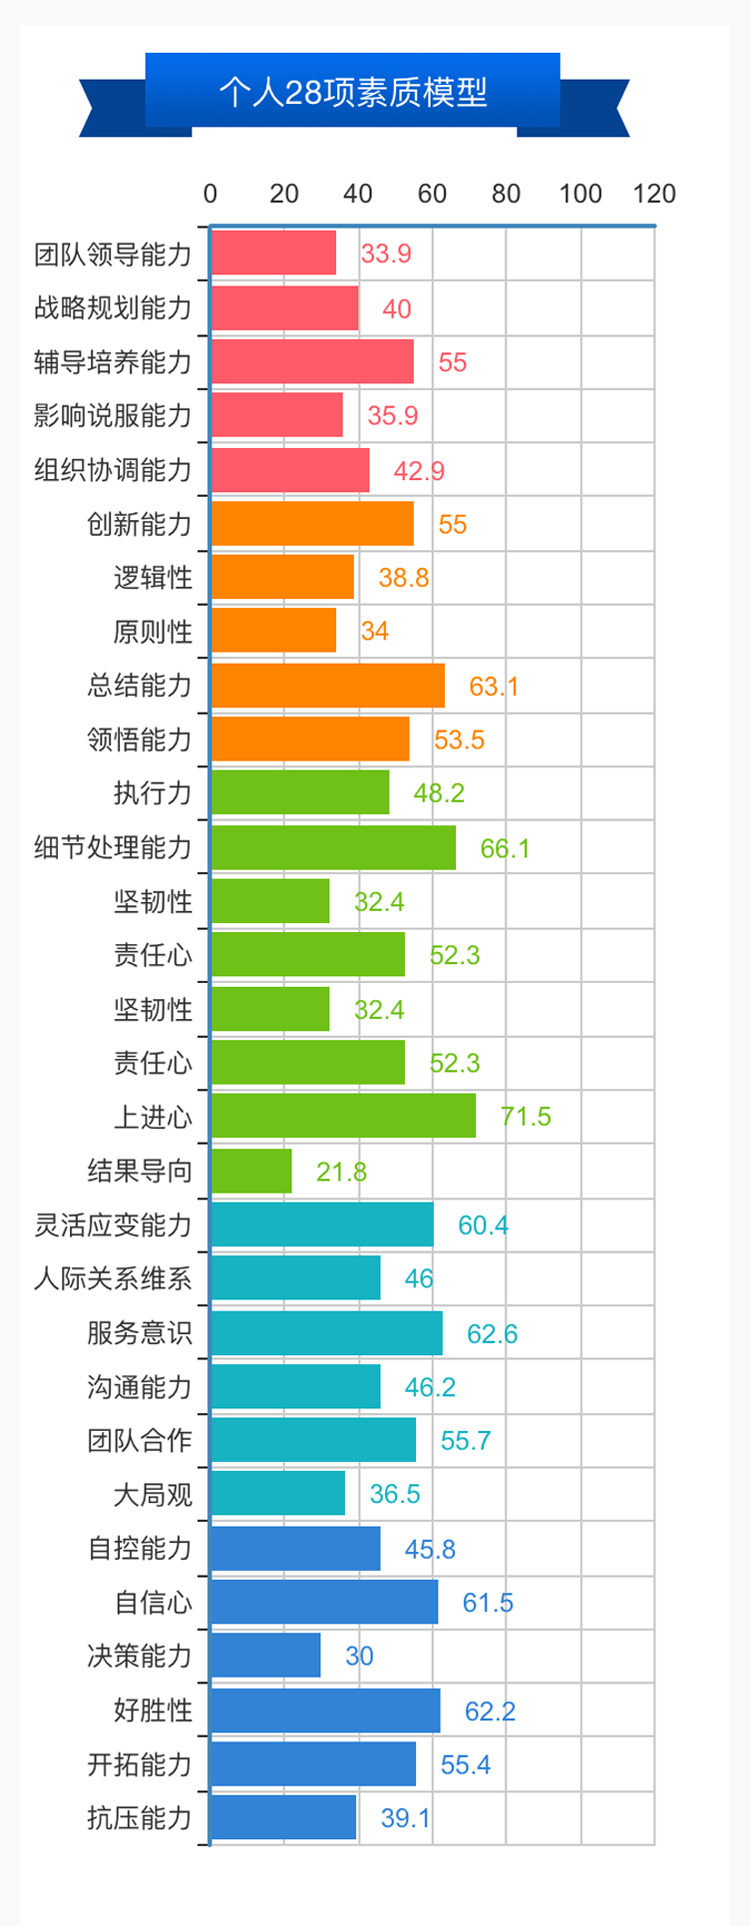 个人28项素质模型
0 20 40 60 80 100 120
团队领导能力 33.9
战略规划能力 40
辅导培养能力 55
影响说服能力 35.9
组织协调能力 42.9
创新能力 55
逻辑性 38.8
原则性 34
总结能力 63.1
领悟能力 53.5
执行力 48.2
细节处理能力 66.1
坚韧性 32.4
责任心 52.3
坚韧性 32.4
责任心 52.3
上进心 71.5
结果导向 21.8
灵活应变能力 60.4
人际关系维系 46
服务意识 62.6
沟通能力 46.2
团队合作 55.7
大局观 36.5
自控能力 45.8
自信心 61.5
决策能力 30
好胜性 62.2
开拓能力 55.4
抗压能力 39.1